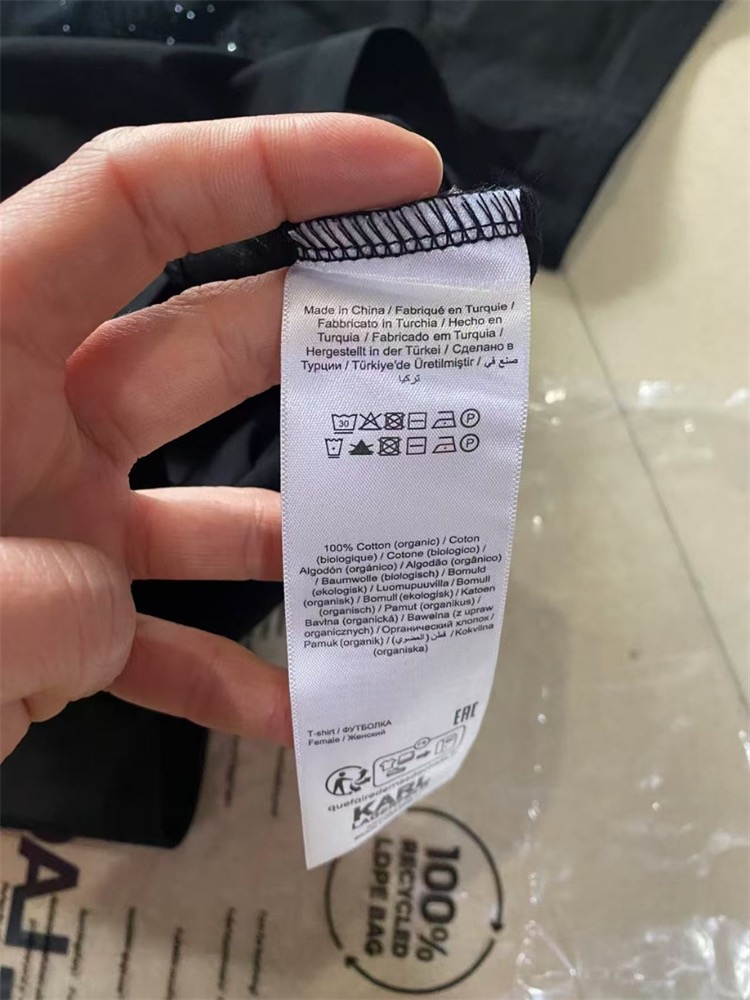 Made in China / Fabriqué en Turquie /
Fabbricato in Turchia / Hecho en
Turquia / Fabricado em Turquia /
Hergestellt in der Türkei / Сделано в
Турции / Türkiye'de Üretilmiştir / صنع في
تركيا
30 P
P
100% Cotton (organic) / Coton
(biologique) / Cotone (biologico) /
Algodón (orgánico) / Algodão (orgânico)
/ Baumwolle (biologisch) / Bomuld
(økologisk) / Luomupuuvilla / Bomull
(organisk) / Bomull (ekologisk) / Katoen
(organisch) / Pamut (organikus) /
Bavlna (organická) / Bawełna (z upraw
organicznych) / Органический хлопок /
Pamuk (organik) / قطن (العضوي) / Kokvilna
(organiska)
T-shirt / ФУТБОЛКА
Female / Женский
EAC
KARL
100%
RECYCLED
LDPE BAG